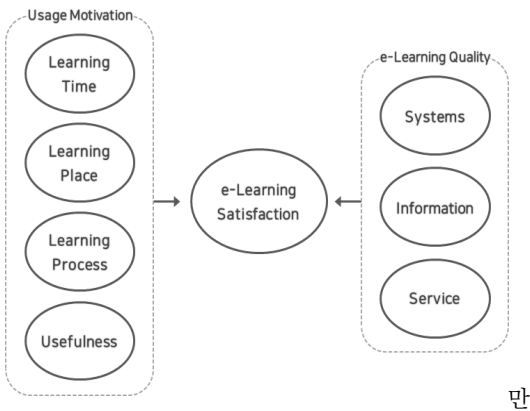 Usage Motivation
Learning
Time
Learning
Place
Learning
Process
Usefulness
e-Learning
Satisfaction
e-Learning Quality
Systems
Information
Service
만